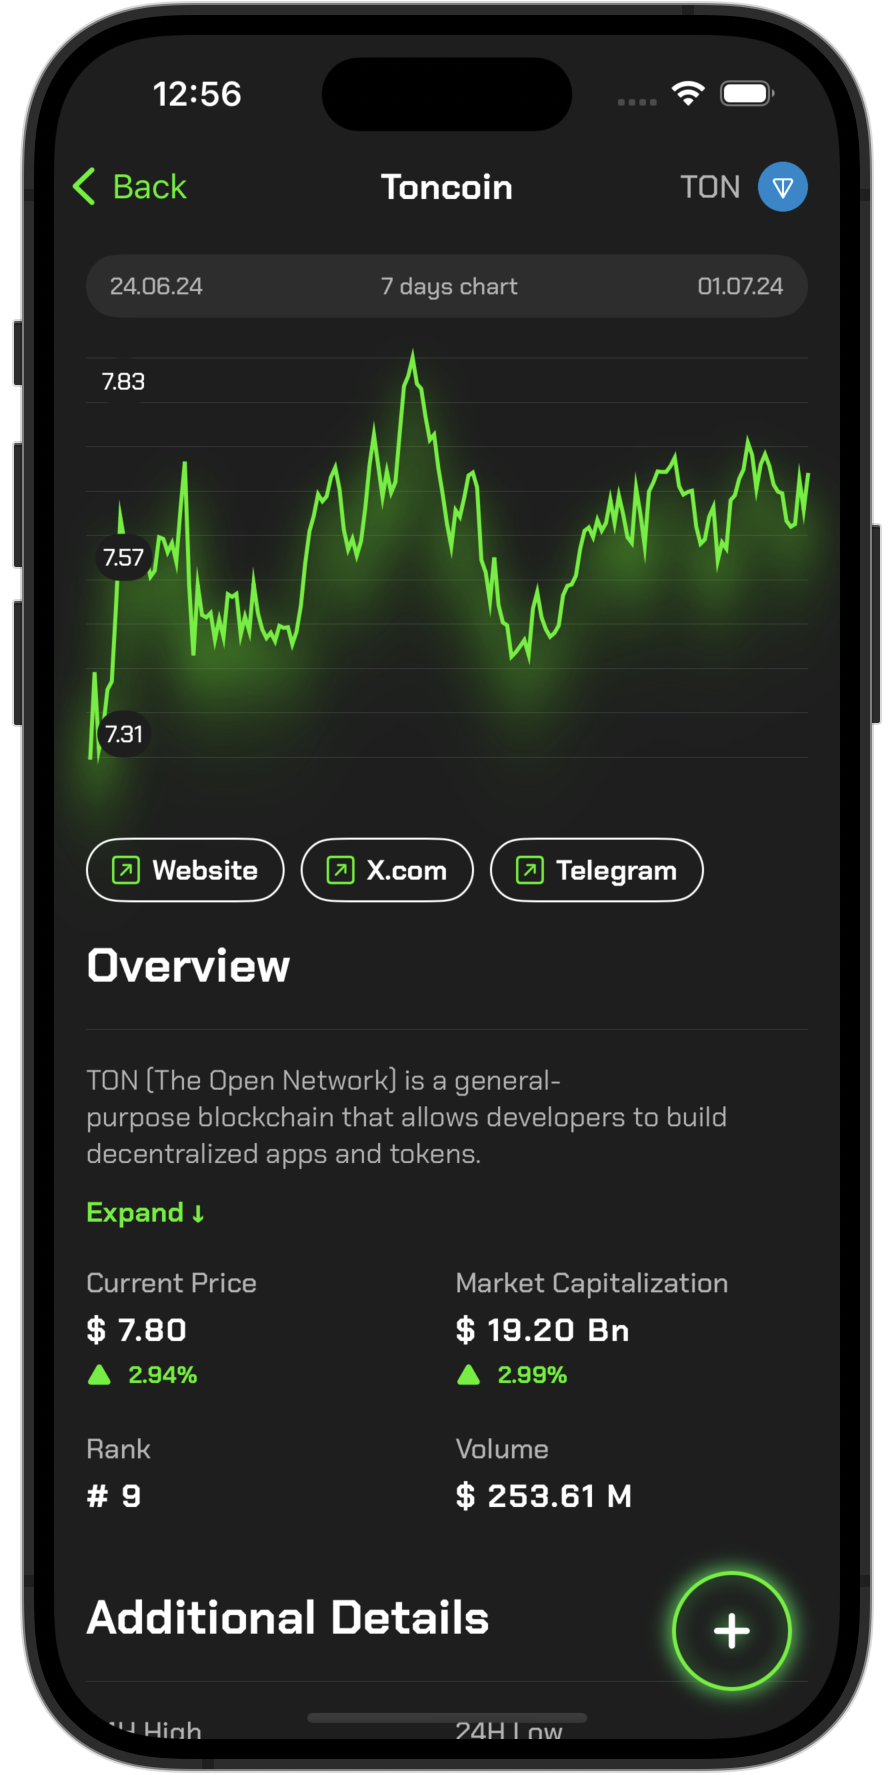 12:56
Back
Toncoin
TON
24.06.24
7 days chart
01.07.24
7.83
7.57
7.31
Website
X.com
Telegram
Overview
TON (The Open Network) is a general-
purpose blockchain that allows developers to build
decentralized apps and tokens.
Expand ↓
Current Price
Market Capitalization
$ 7.80
$ 19.20 Bn
2.94%
2.99%
Rank
Volume
# 9
$ 253.61 M
Additional Details
+
High
24H Low